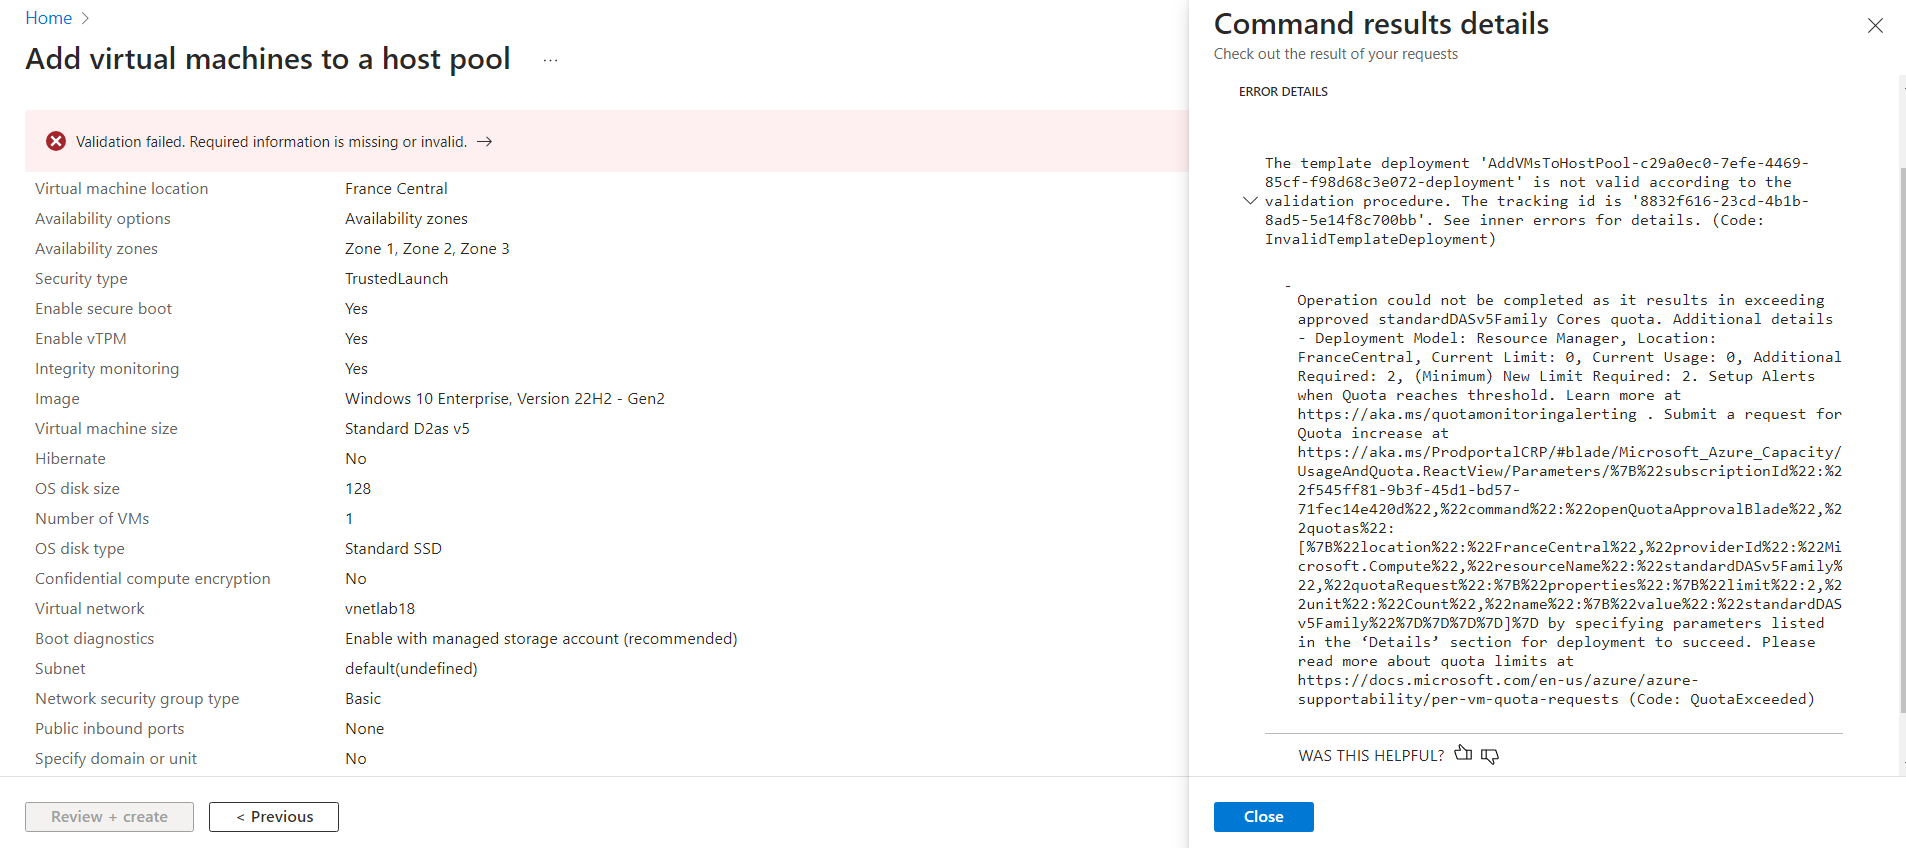 Home >
Add virtual machines to a host pool ...
Validation failed. Required information is missing or invalid. →
Virtual machine location France Central
Availability options Availability zones
Availability zones Zone 1, Zone 2, Zone 3
Security type TrustedLaunch
Enable secure boot Yes
Enable vTPM Yes
Integrity monitoring Yes
Image Windows 10 Enterprise, Version 22H2 - Gen2
Virtual machine size Standard D2as v5
Hibernate No
OS disk size 128
Number of VMs 1
OS disk type Standard SSD
Confidential compute encryption No
Virtual network vnetlab18
Boot diagnostics Enable with managed storage account (recommended)
Subnet default(undefined)
Network security group type Basic
Public inbound ports None
Specify domain or unit No
Review + create
< Previous
Command results details
Check out the result of your requests
ERROR DETAILS
The template deployment 'AddVMsToHostPool-c29a0ec0-7efe-4469-
85cf-f98d68c3e072-deployment' is not valid according to the
validation procedure. The tracking id is '8832f616-23cd-4b1b-
8ad5-5e14f8c700bb'. See inner errors for details. (Code:
InvalidTemplateDeployment)
-
Operation could not be completed as it results in exceeding
approved standardDASv5Family Cores quota. Additional details
- Deployment Model: Resource Manager, Location:
FranceCentral, Current Limit: 0, Current Usage: 0, Additional
Required: 2, (Minimum) New Limit Required: 2. Setup Alerts
when Quota reaches threshold. Learn more at
https://aka.ms/quotamonitoringalerting . Submit a request for
Quota increase at
https://aka.ms/ProdportalCRP/#blade/Microsoft_Azure_Capacity/
UsageAndQuota.ReactView/Parameters/%7B%22subscriptionId%22:%2
2f545ff81-9b3f-45d1-bd57-
71fec14e420d%22,%22command%22:%22openQuotaApprovalBlade%22,%2
2quotas%22:
[%7B%22location%22:%22FranceCentral%22,%22providerId%22:%22Mi
crosoft.Compute%22,%22resourceName%22:%22standardDASv5Family%
22,%22quotaRequest%22:%7B%22properties%22:%7B%22limit%22:2,%2
2unit%22:%22Count%22,%22name%22:%7B%22value%22:%22standardDAS
v5Family%22%7D%7D%7D%7D]%7D by specifying parameters listed
in the ‘Details’ section for deployment to succeed. Please
read more about quota limits at
https://docs.microsoft.com/en-us/azure/azure-
supportability/per-vm-quota-requests (Code: QuotaExceeded)
WAS THIS HELPFUL?
Close